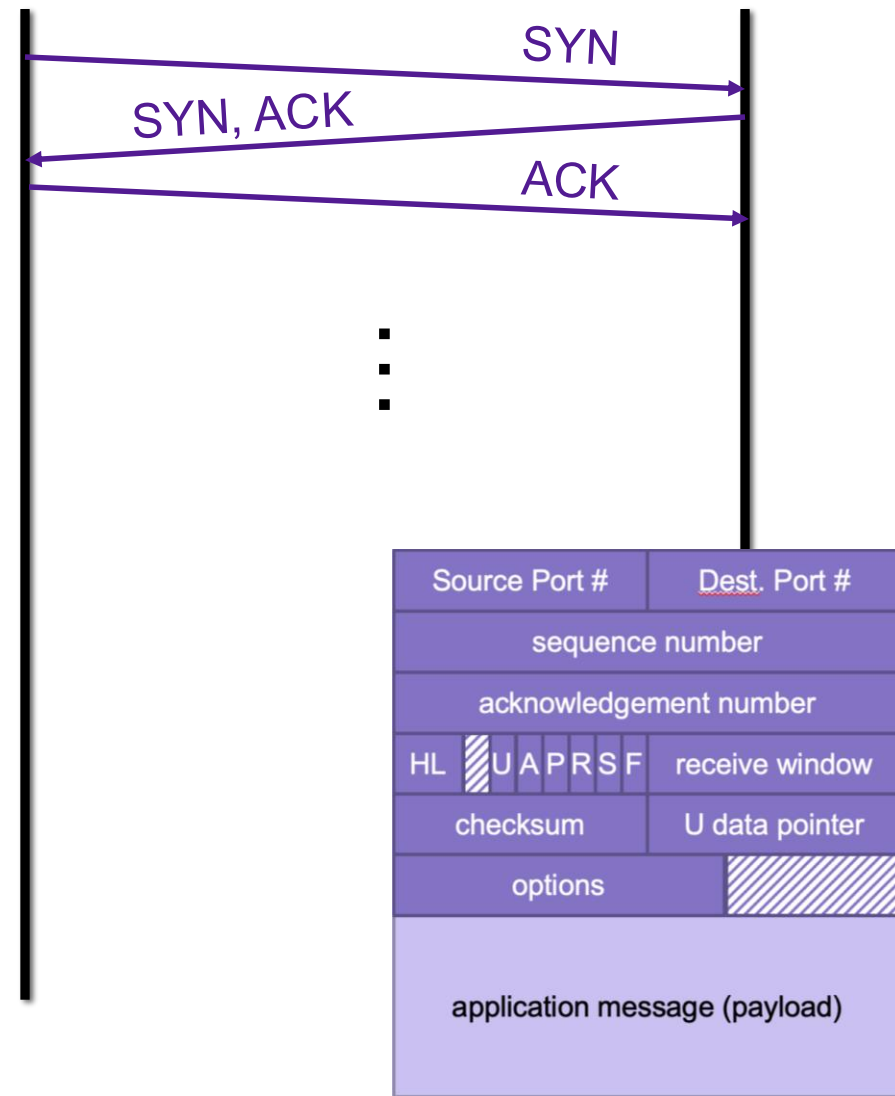 SYN
SYN, ACK
ACK
Source Port # Dest. Port #
sequence number
acknowledgement number
HL U A P R S F receive window
checksum U data pointer
options
application message (payload)